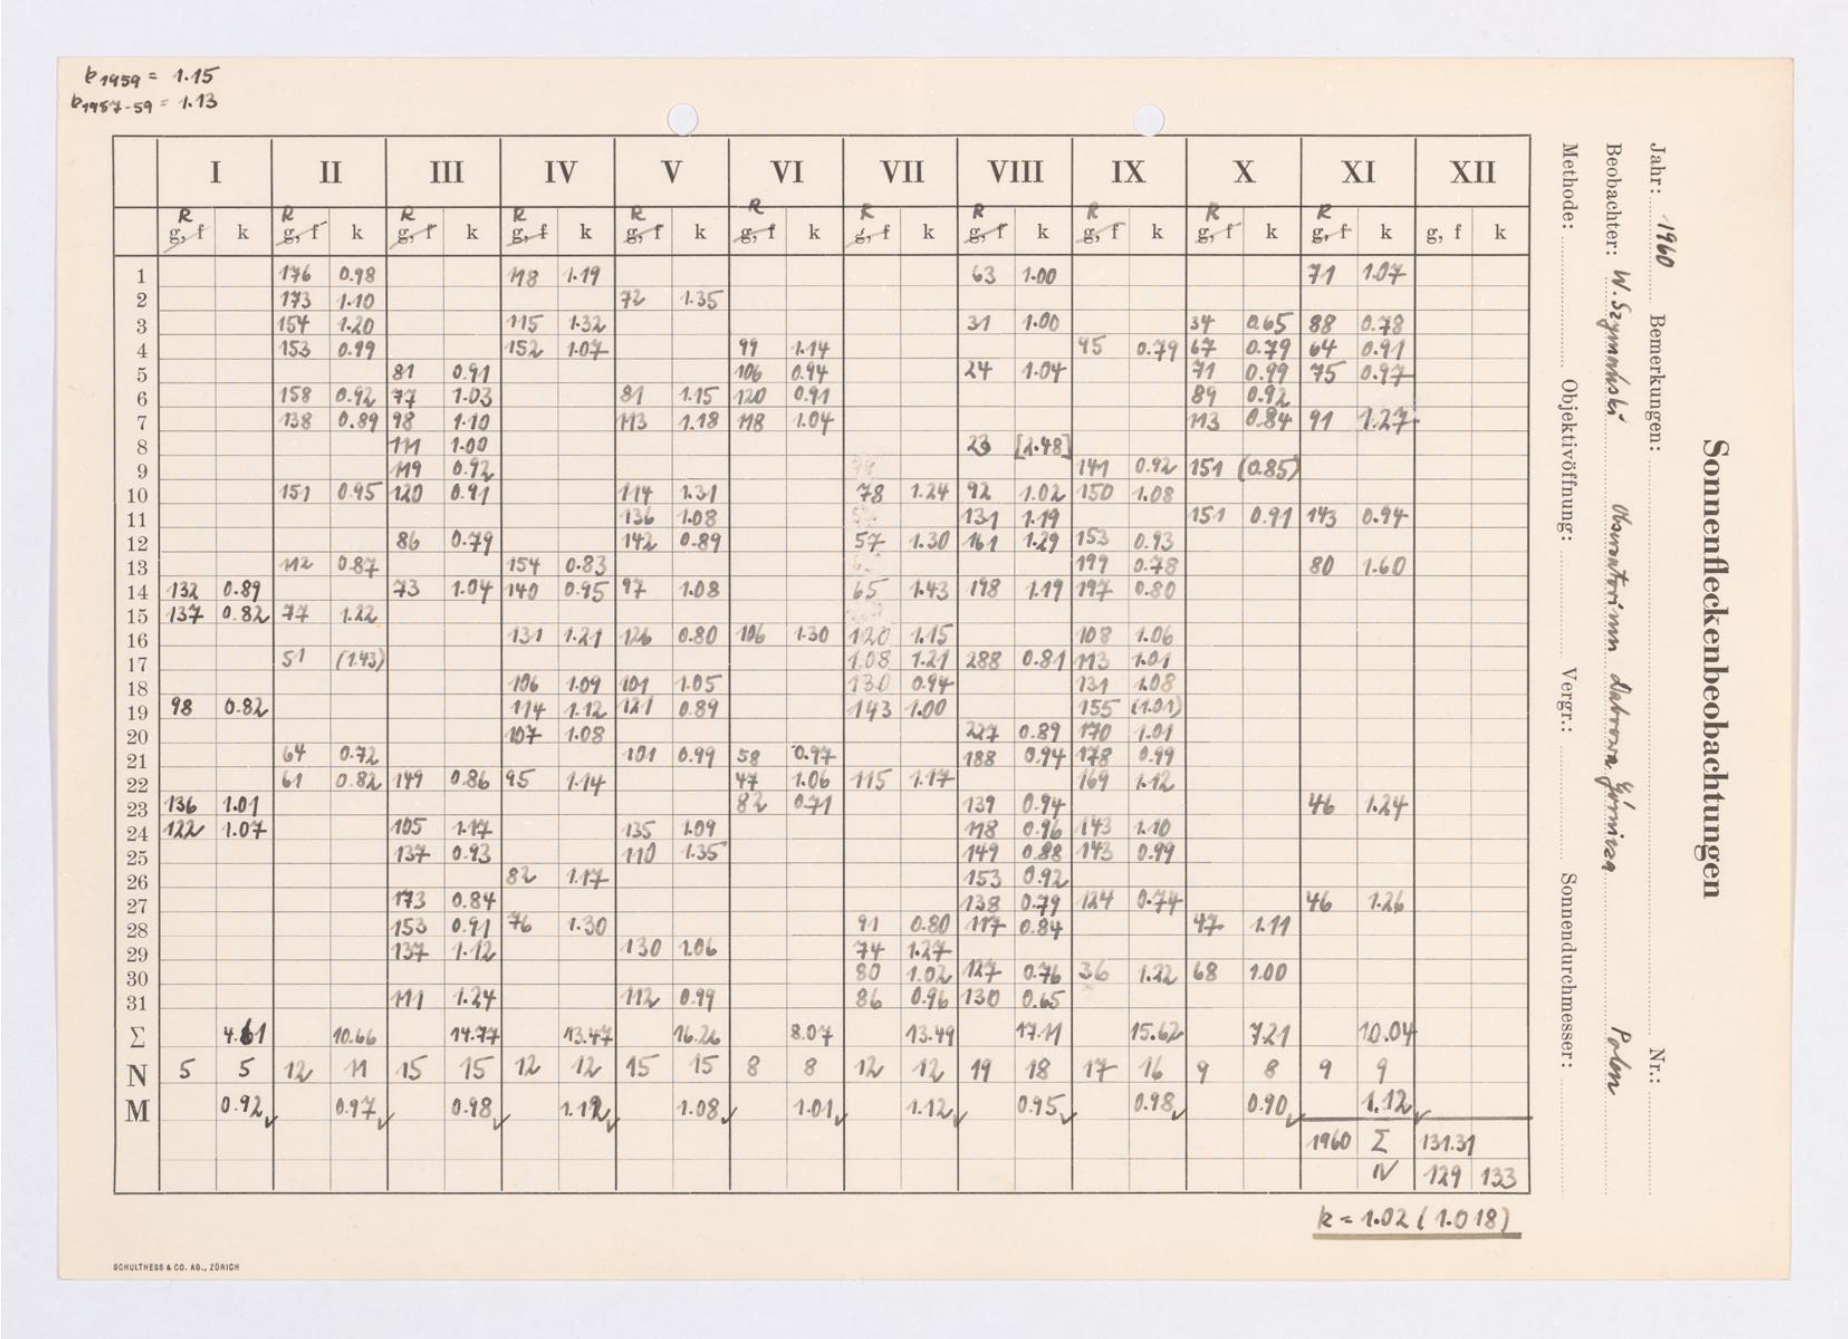 k1959 = 1.15
k1957-59 = 1.13
I II III IV V VI VII VIII IX X XI XII
R R R R R R R R R R R
g, f k g, f k g, f k g, f k g, f k g, f k g, f k g, f k g, f k g, f k g, f k g, f k
1 176 0.98 118 1.19 63 1.00 71 1.07
2 173 1.10 72 1.35
3 154 1.20 115 1.32 31 1.00 34 0.65 88 0.78
4 153 0.99 152 1.07 99 1.14 95 0.79 67 0.79 64 0.91
5 81 0.91 106 0.94 24 1.04 71 0.99 75 0.97
6 158 0.92 77 1.03 81 1.15 120 0.91 89 0.92
7 138 0.89 98 1.10 113 1.18 118 1.04 113 0.84 91 1.27
8 111 1.00 23 [2.48]
9 119 0.92 141 0.92 151 (0.85)
10 151 0.95 120 0.91 114 1.31 78 1.24 92 1.02 150 1.08
11 136 1.08 131 1.19 151 0.91 143 0.94
12 86 0.79 142 0.89 57 1.30 161 1.29 153 0.93
13 112 0.87 154 0.83 199 0.78 80 1.60
14 132 0.89 73 1.04 140 0.95 97 1.08 65 1.43 198 1.19 197 0.80
15 137 0.82 77 1.22
16 131 1.21 126 0.80 106 1.30 120 1.15 108 1.06
17 51 (1.43) 108 1.21 288 0.81 113 1.01
18 106 1.09 101 1.05 130 0.94 131 1.08
19 98 0.82 114 1.12 121 0.89 143 1.00 155 (1.01)
20 107 1.08 227 0.89 170 1.01
21 64 0.72 101 0.99 58 0.97 188 0.94 178 0.99
22 61 0.82 149 0.86 95 1.14 47 1.06 115 1.17 169 1.12
23 136 1.01 82 0.71 139 0.94 46 1.24
24 122 1.07 105 1.17 135 1.09 118 0.96 143 1.10
25 137 0.93 110 1.35 149 0.88 143 0.99
26 82 1.17 153 0.92
27 173 0.84 138 0.79 124 0.74 46 1.26
28 153 0.91 76 1.30 91 0.80 117 0.84 47 1.11
29 137 1.12 130 1.06 74 1.27
30 80 1.02 127 0.76 36 1.22 68 1.00
31 111 1.24 112 0.99 86 0.96 130 0.65
Σ 4.61 10.66 14.77 13.47 16.26 8.07 13.49 17.11 15.62 7.21 10.04
N 5 5 12 11 15 15 12 12 15 15 8 8 12 12 19 18 17 16 9 8 9 9
M 0.92 0.97 0.98 1.12 1.08 1.01 1.12 0.95 0.98 0.90 1.12
1960 Σ 131.31
N 129 133
k = 1.02 (1.018)
SCHULTHESS & CO. AG., ZÜRICH
Sonnenfleckenbeobachtungen
Jahr: 1960 Bemerkungen: Nr.:
Beobachter: W. Szymański Observatorium Dabrowa Górnicza Polen
Methode: Objektivöffnung: Vergr.: Sonnendurchmesser: